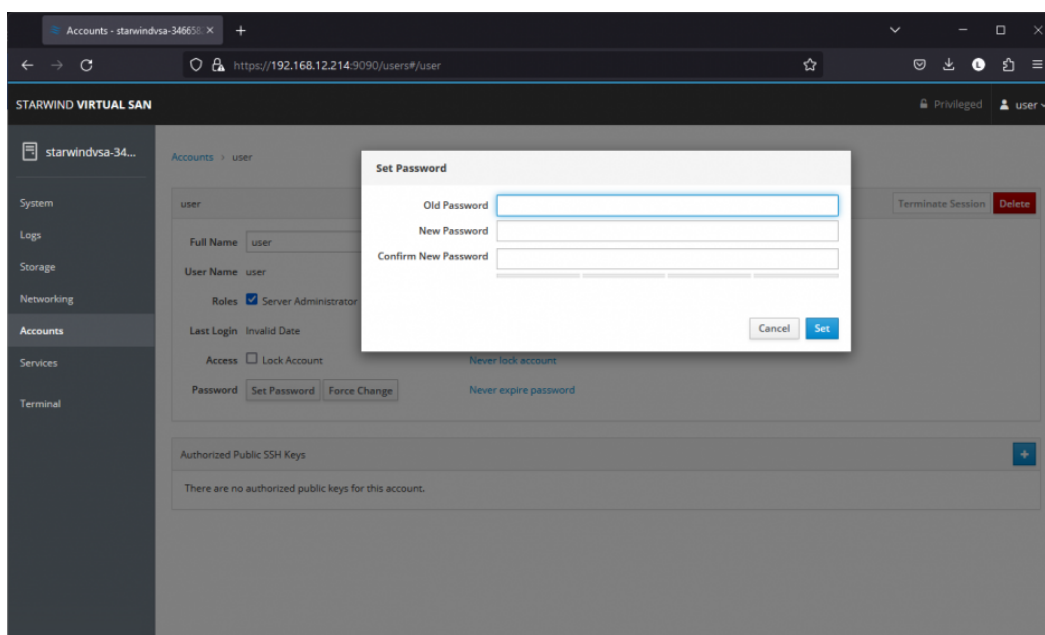 Accounts - starwindvsa-346658.
https://192.168.12.214:9090/users#/user
STARWIND VIRTUAL SAN
Privileged
user
starwindvsa-34...
System
Logs
Storage
Networking
Accounts
Services
Terminal
Accounts > user
user
Terminate Session
Delete
Full Name user
User Name user
Roles Server Administrator
Last Login Invalid Date
Access Lock Account Never lock account
Password Set Password Force Change Never expire password
Set Password
Old Password
New Password
Confirm New Password
Cancel Set
Authorized Public SSH Keys
There are no authorized public keys for this account.